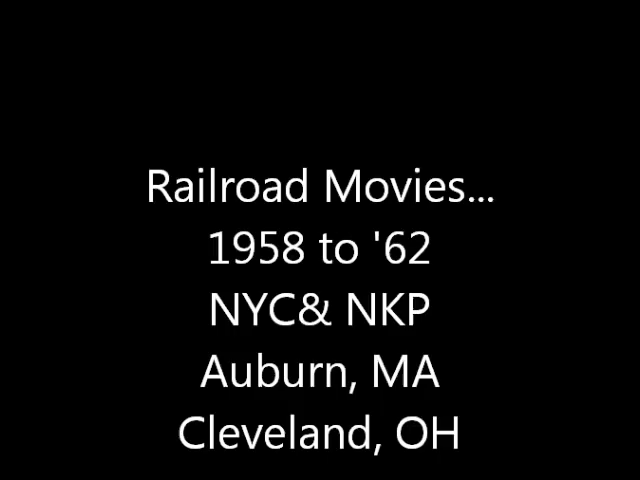 Railroad Movies...
1958 to '62
NYC& NKP
Auburn, MA
Cleveland, OH